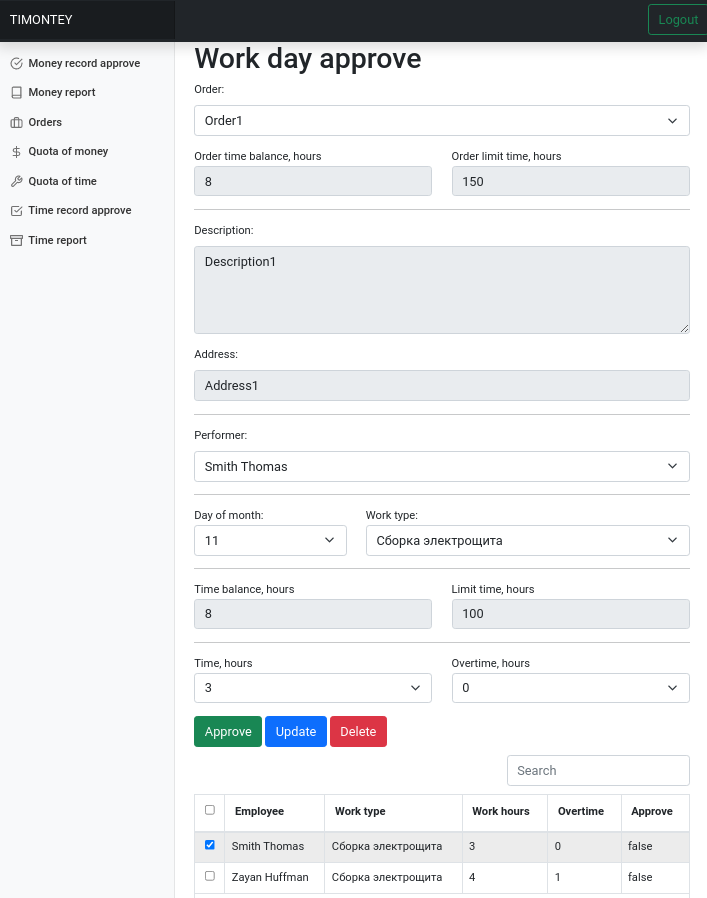 TIMONTEY
Logout
Money record approve
Money report
Orders
Quota of money
Quota of time
Time record approve
Time report
Work day approve
Order:
Order1
Order time balance, hours
Order limit time, hours
8
150
Description:
Description1
Address:
Address1
Performer:
Smith Thomas
Day of month:
Work type:
11
Сборка электрощита
Time balance, hours
Limit time, hours
8
100
Time, hours
Overtime, hours
3
0
Approve Update Delete
Search
Employee Work type Work hours Overtime Approve
Smith Thomas Сборка электрощита 3 0 false
Zayan Huffman Сборка электрощита 4 1 false